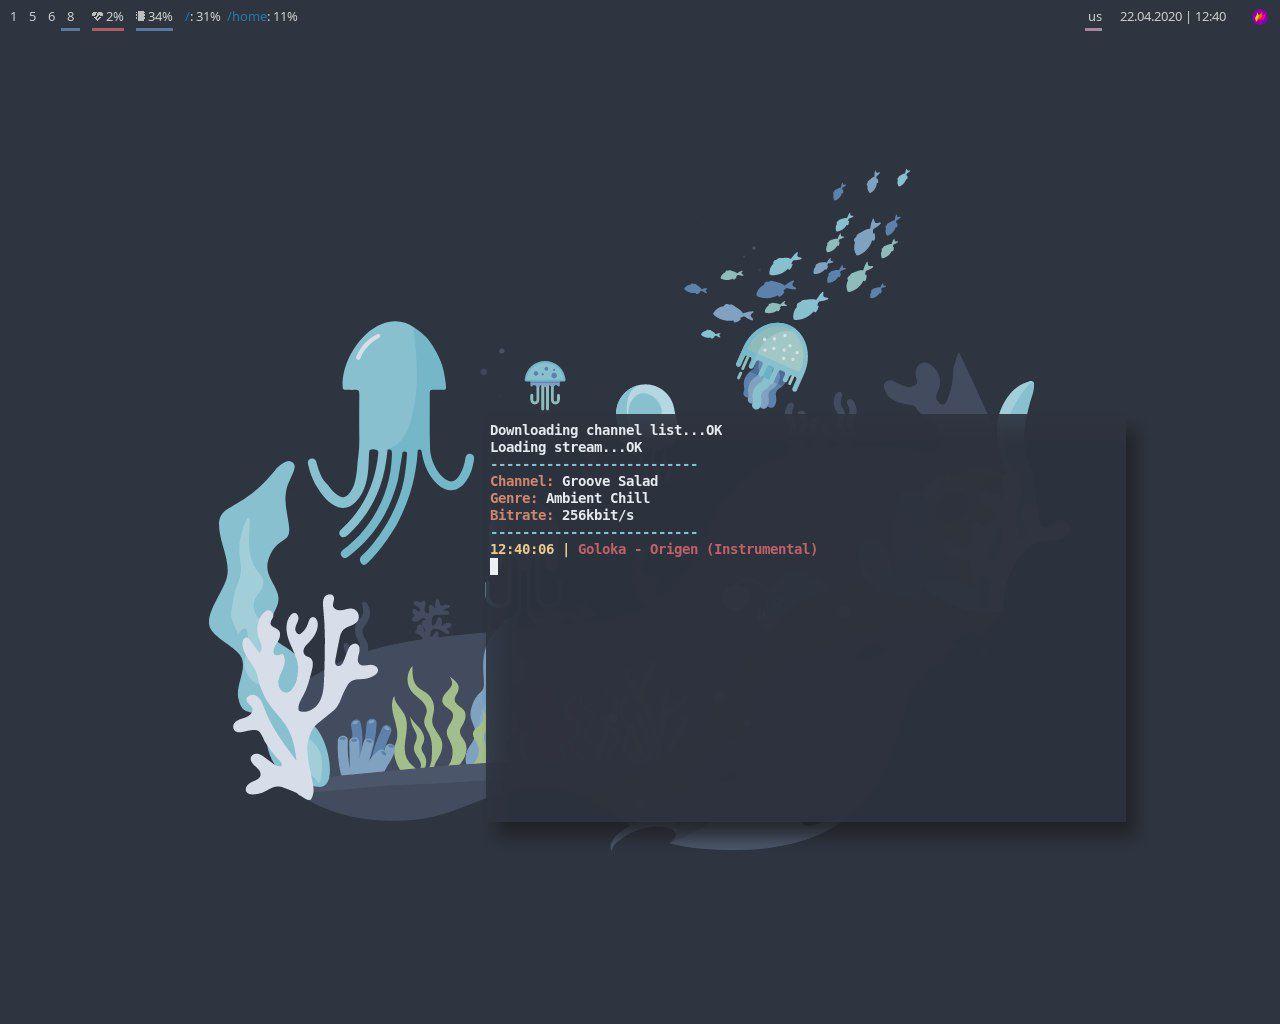 1 5 6 8 2% 34% /: 31% /home: 11% us 22.04.2020 | 12:40
Downloading channel list...OK
Loading stream...OK
--------------------------
Channel: Groove Salad
Genre: Ambient Chill
Bitrate: 256kbit/s
--------------------------
12:40:06 | Goloka - Origen (Instrumental)